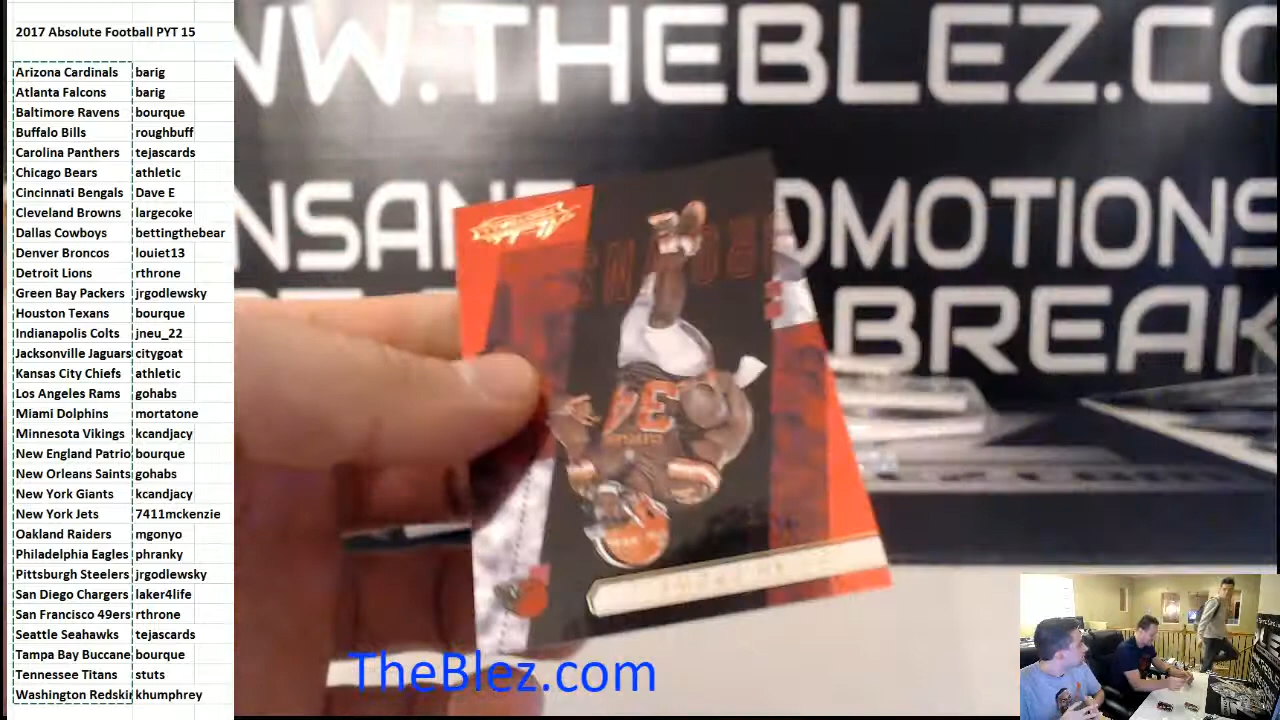 2017 Absolute Football PYT 15
Arizona Cardinals barig
Atlanta Falcons barig
Baltimore Ravens bourque
Buffalo Bills roughbuff
Carolina Panthers tejascards
Chicago Bears athletic
Cincinnati Bengals Dave E
Cleveland Browns largecoke
Dallas Cowboys bettingthebear
Denver Broncos louiet13
Detroit Lions rthrone
Green Bay Packers jrgodlewsky
Houston Texans bourque
Indianapolis Colts jneu_22
Jacksonville Jaguars citygoat
Kansas City Chiefs athletic
Los Angeles Rams gohabs
Miami Dolphins mortatone
Minnesota Vikings kcandjacy
New England Patrio bourque
New Orleans Saints gohabs
New York Giants kcandjacy
New York Jets 7411mckenzie
Oakland Raiders mgonyo
Philadelphia Eagles phranky
Pittsburgh Steelers jrgodlewsky
San Diego Chargers laker4life
San Francisco 49ers rthrone
Seattle Seahawks tejascards
Tampa Bay Buccane bourque
Tennessee Titans stuts
Washington Redskin khumphrey
WW.THEBLEZ.CO
NSAN OMOTIONS
BREAK
34
TheBlez.com